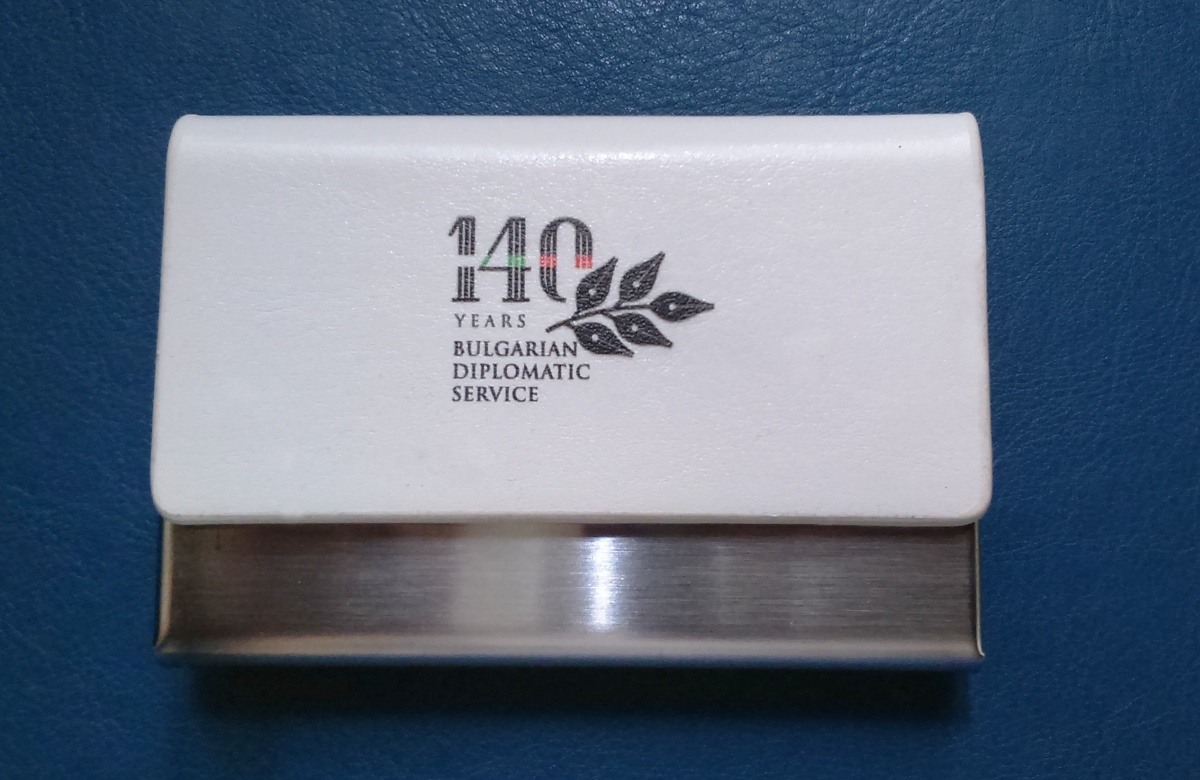 140
YEARS
BULGARIAN
DIPLOMATIC
SERVICE